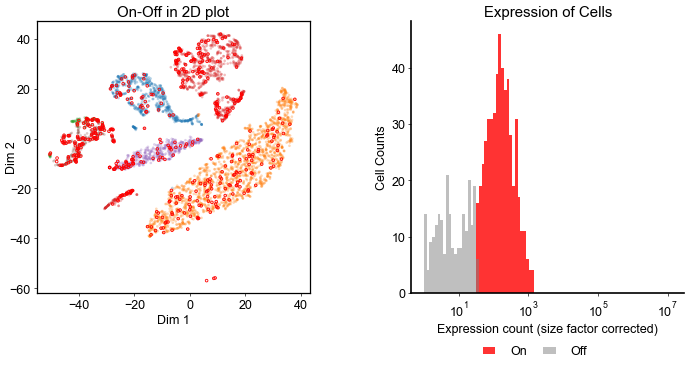 On-Off in 2D plot
40
20
0
−20
−40
−60
Dim 2
−40 −20 0 20 40
Dim 1
Expression of Cells
40
30
20
10
0
Cell Counts
10^1 10^3 10^5 10^7
Expression count (size factor corrected)
On Off